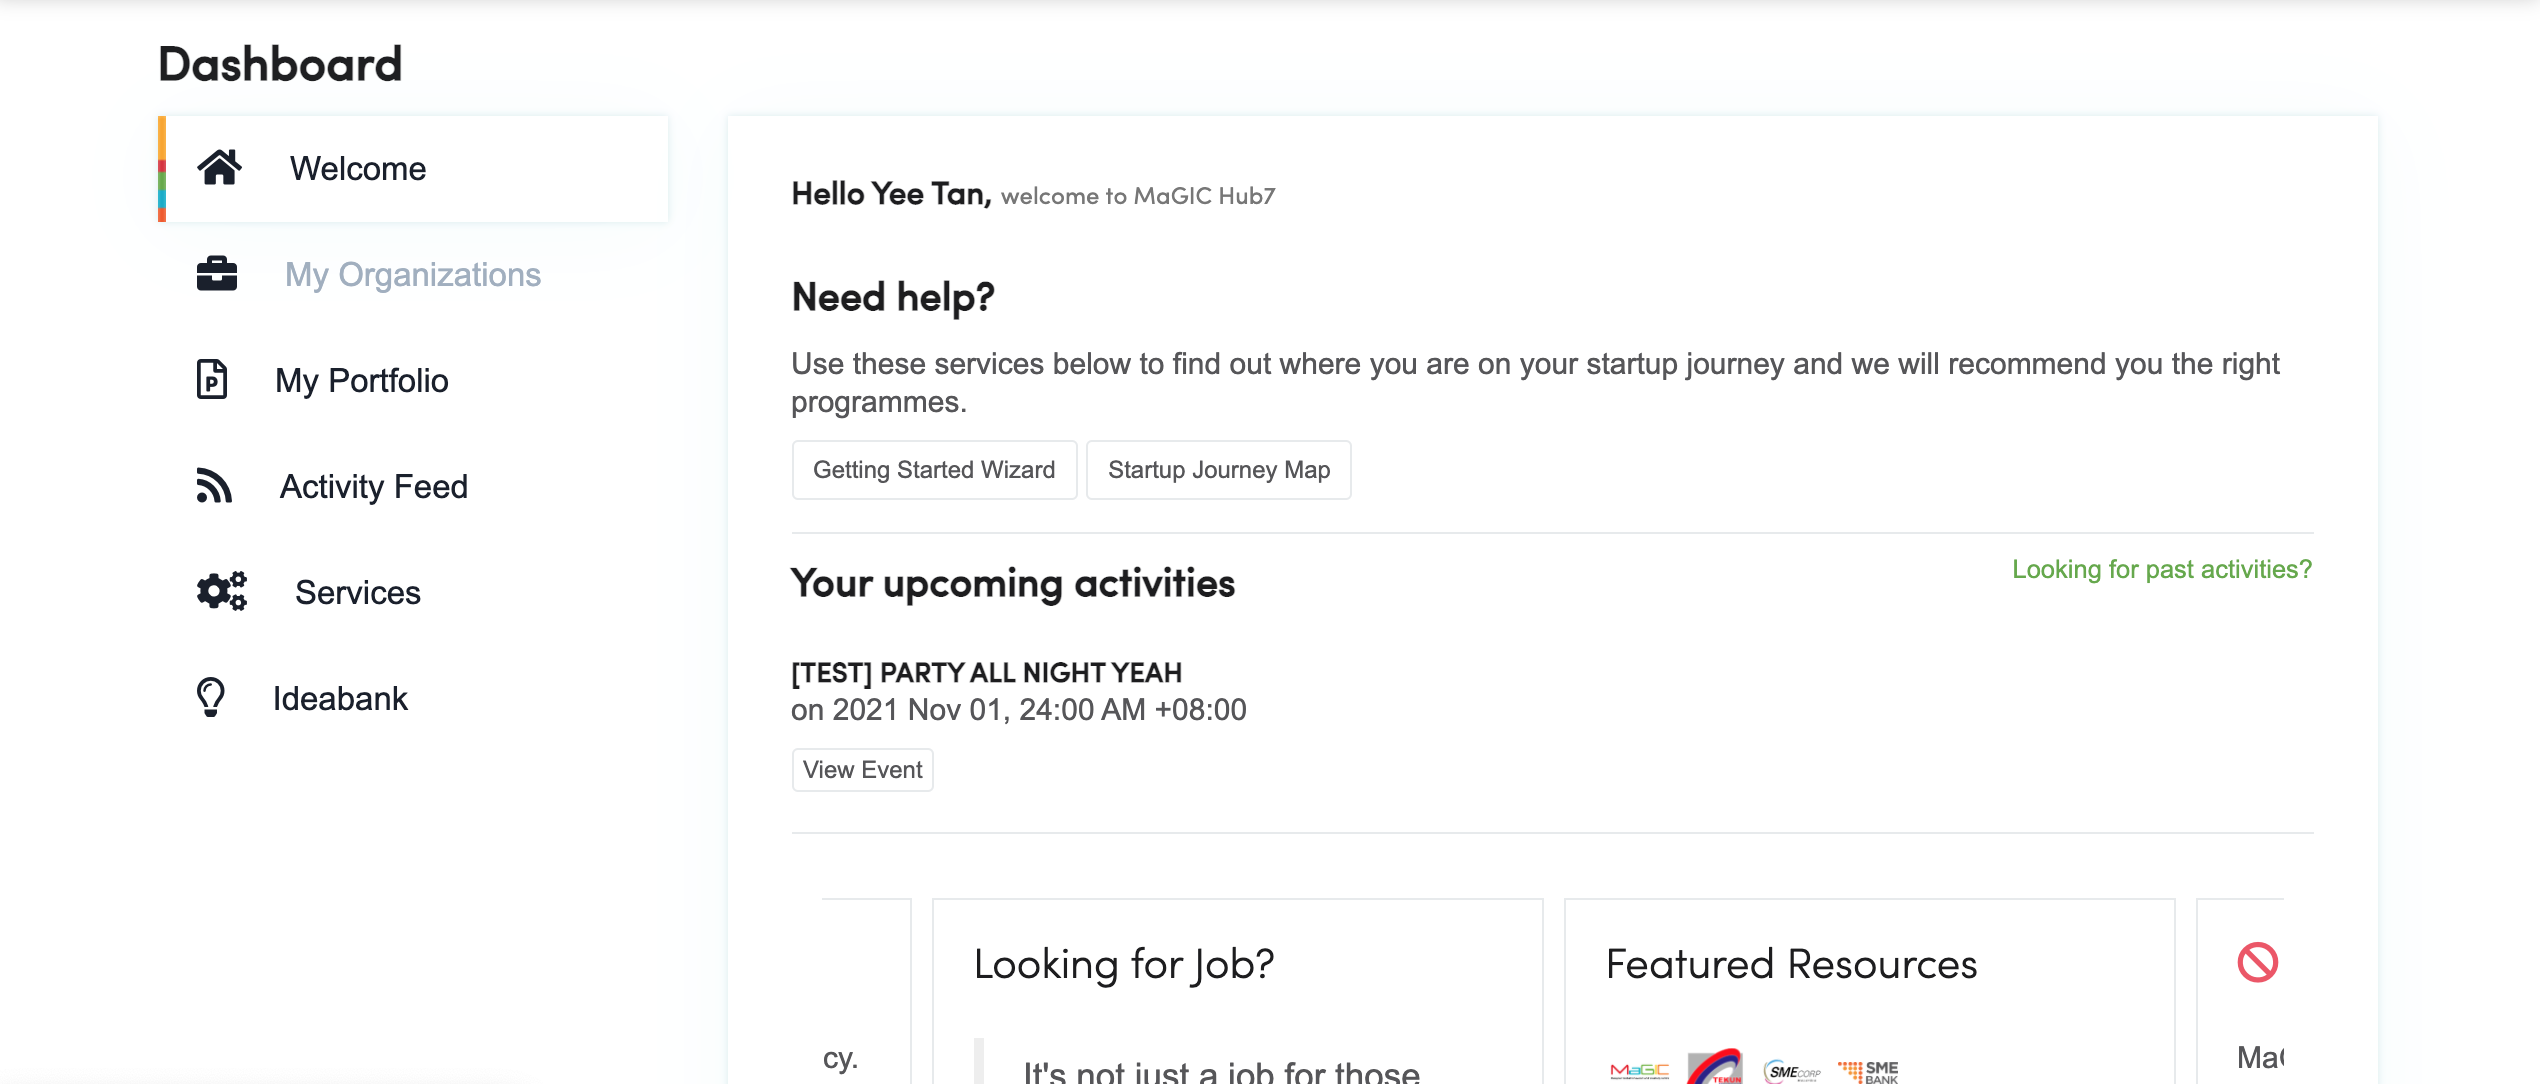 Dashboard
Welcome
My Organizations
My Portfolio
Activity Feed
Services
Ideabank
Hello Yee Tan, welcome to MaGIC Hub7
Need help?
Use these services below to find out where you are on your startup journey and we will recommend you the right
programmes.
Getting Started Wizard
Startup Journey Map
Your upcoming activities
Looking for past activities?
[TEST] PARTY ALL NIGHT YEAH
on 2021 Nov 01, 24:00 AM +08:00
View Event
cy.
Looking for Job?
It's not just a job for those
Featured Resources
MaGIC
TEKUN
SMECORP
SME
BANK